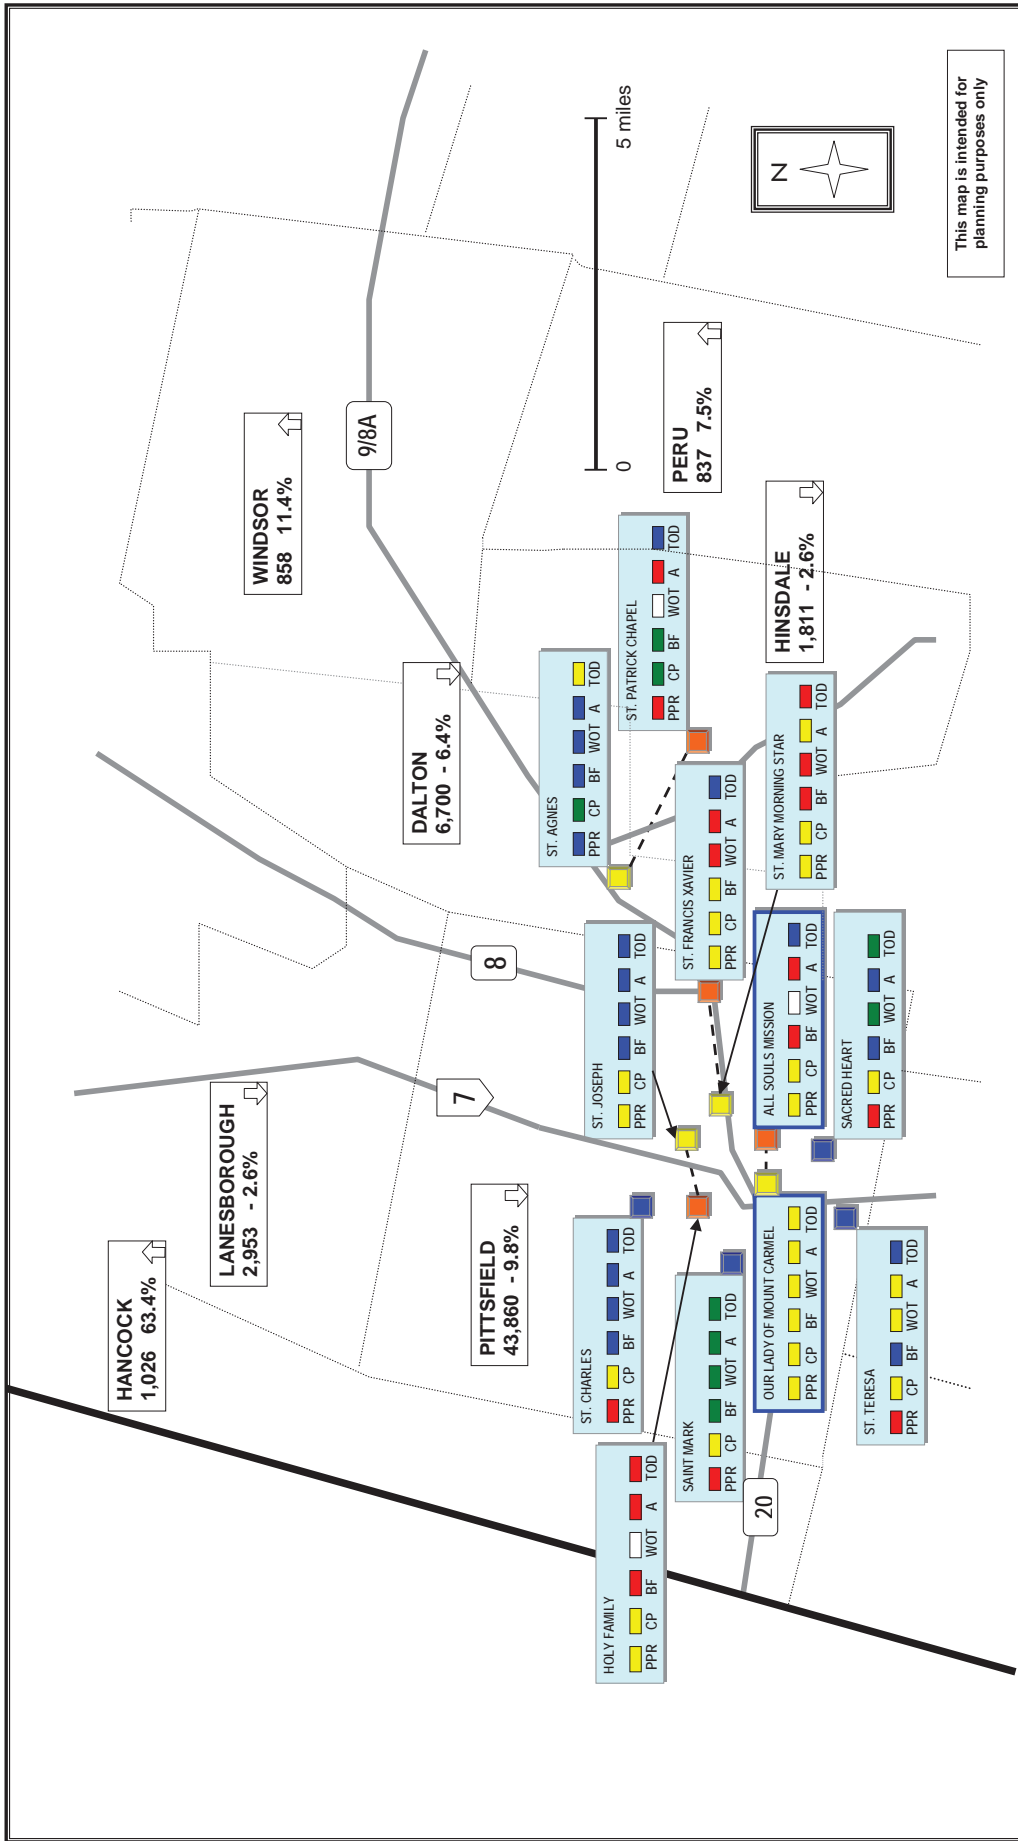 HANCOCK
1,026 63.4%
LANESBOROUGH
2,953 - 2.6%
WINDSOR
858 11.4%
9/8A
DALTON
6,700 - 6.4%
8
7
PITTSFIELD
43,860 - 9.8%
0
5 miles
PERU
837 7.5%
HINSDALE
1,811 - 2.6%
N
This map is intended for
planning purposes only
ST. AGNES
PPR CP BF WOT A TOD
ST. PATRICK CHAPEL
PPR CP BF WOT A TOD
ST. CHARLES
PPR CP BF WOT A TOD
ST. JOSEPH
PPR CP BF WOT A TOD
HOLY FAMILY
PPR CP BF WOT A TOD
SAINT MARK
PPR CP BF WOT A TOD
ST. FRANCIS XAVIER
PPR CP BF WOT A TOD
ST. MARY MORNING STAR
PPR CP BF WOT A TOD
20
OUR LADY OF MOUNT CARMEL
PPR CP BF WOT A TOD
ALL SOULS MISSION
PPR CP BF WOT A TOD
ST. TERESA
PPR CP BF WOT A TOD
SACRED HEART
PPR CP BF WOT A TOD